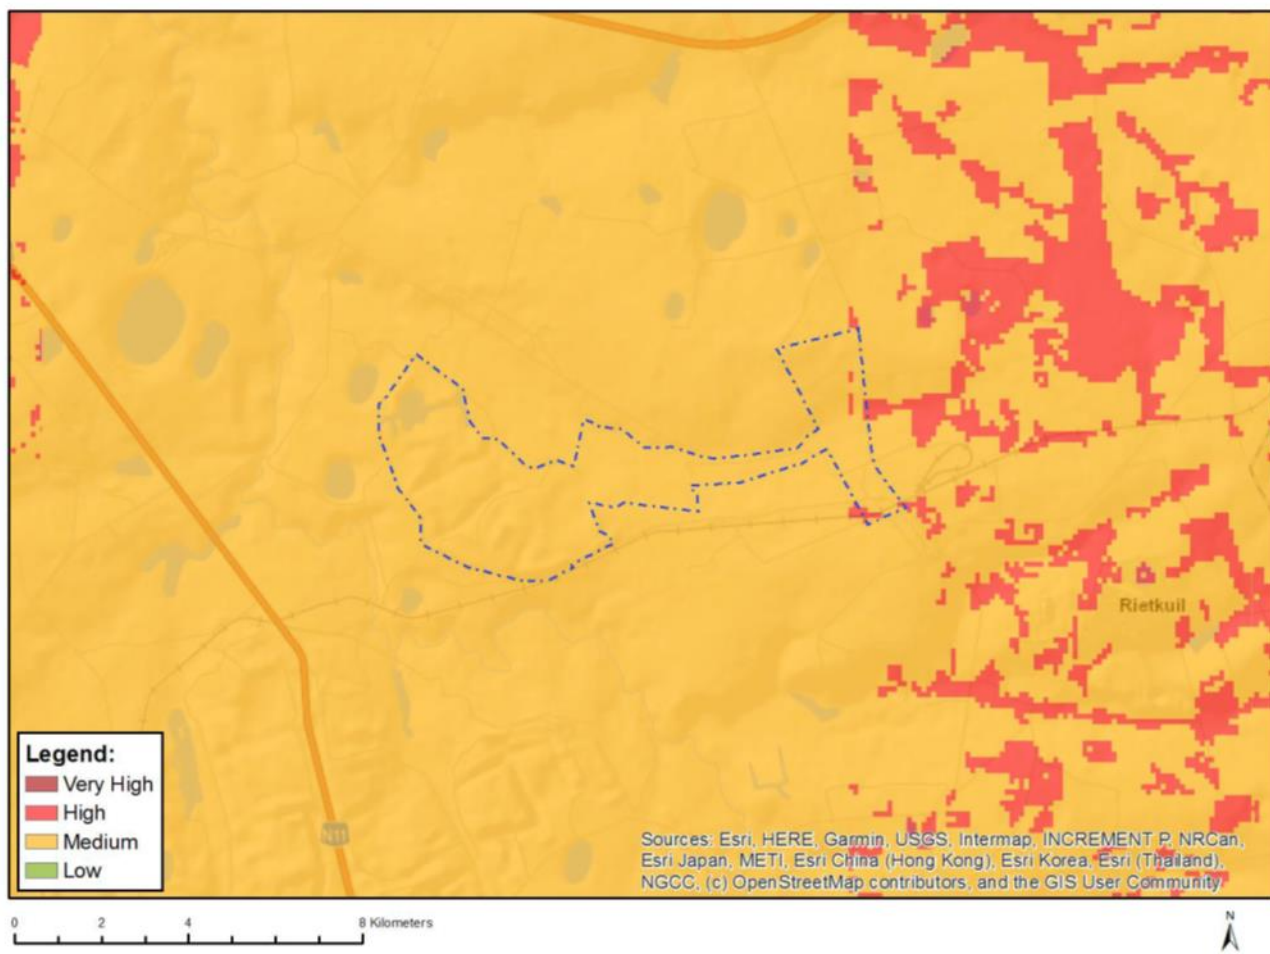 Rietkuil
N11
Legend:
Very High
High
Medium
Low
Sources: Esri, HERE, Garmin, USGS, Intermap, INCREMENT P, NRCan,
Esri Japan, METI, Esri China (Hong Kong), Esri Korea, Esri (Thailand),
NGCC, (c) OpenStreetMap contributors, and the GIS User Community
0 2 4 8 Kilometers
N